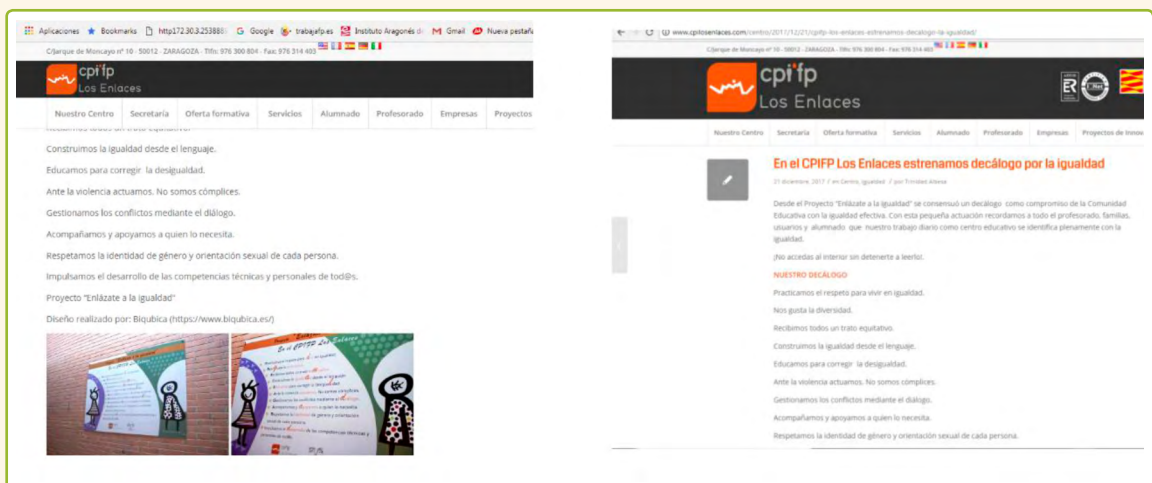 Aplicaciones Bookmarks Google trabajafp.es Instituto Aragonés de Gmail Nueva pestaña
C/Jarque de Moncayo nº 10 - 50012 - ZARAGOZA - Tlfn: 976 300 804 - Fax: 976 314 403
cpifp
Los Enlaces
Nuestro Centro Secretaría Oferta formativa Servicios Alumnado Profesorado Empresas Proyectos
Recibimos todos un trato equitativo.
Construimos la igualdad desde el lenguaje.
Educamos para corregir la desigualdad.
Ante la violencia actuamos. No somos cómplices.
Gestionamos los conflictos mediante el diálogo.
Acompañamos y apoyamos a quien lo necesita.
Respetamos la identidad de género y orientación sexual de cada persona.
Impulsamos el desarrollo de las competencias técnicas y personales de tod@s.
Proyecto "Enlázate a la igualdad"
Diseño realizado por: Biqubica (https://www.biqubica.es/)
En el CPIFP Los Enlaces
C/Jarque de Moncayo nº 10 - 50012 - ZARAGOZA - Tlfn: 976 300 804 - Fax: 976 314 403
cpifp
Los Enlaces
Nuestro Centro Secretaría Oferta formativa Servicios Alumnado Profesorado Empresas Proyectos de Innov
En el CPIFP Los Enlaces estrenamos decálogo por la igualdad
21 diciembre, 2017 / en Centro, Igualdad / por Trinidad
Desde el Proyecto "Enlázate a la igualdad" se consensuó un decálogo como compromiso de la Comunidad
Educativa con la igualdad efectiva. Con esta pequeña actuación recordamos a todo el profesorado, familias,
usuarios y alumnado que nuestro trabajo diario como centro educativo se identifica plenamente con la
igualdad.
¡No accedas al interior sin detenerte a leerlo!.
NUESTRO DECÁLOGO
Practicamos el respeto para vivir en igualdad.
Nos gusta la diversidad.
Recibimos todos un trato equitativo.
Construimos la igualdad desde el lenguaje.
Educamos para corregir la desigualdad.
Ante la violencia actuamos. No somos cómplices.
Gestionamos los conflictos mediante el diálogo.
Acompañamos y apoyamos a quien lo necesita.
Respetamos la identidad de género y orientación sexual de cada persona.